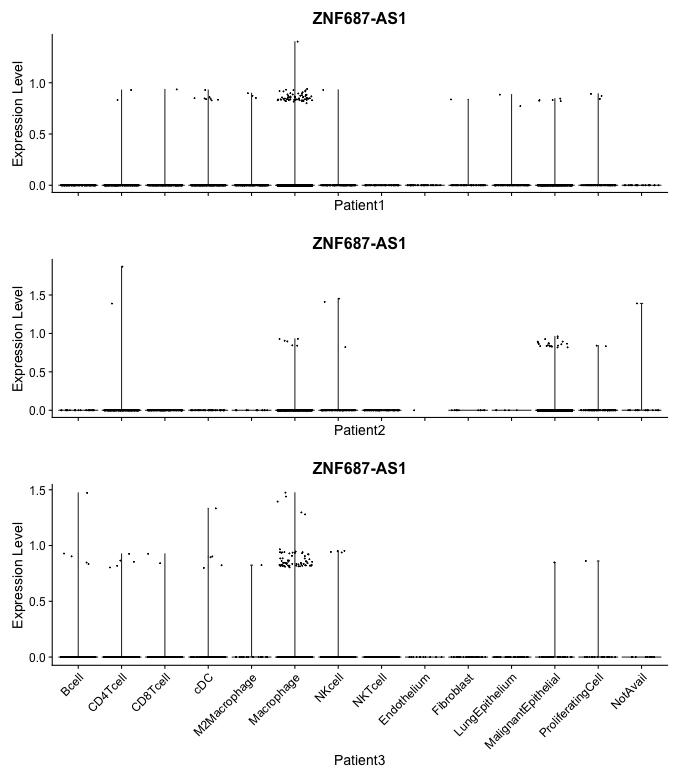 ZNF687-AS1
Expression Level
1.0
0.5
0.0
Patient1
ZNF687-AS1
Expression Level
1.5
1.0
0.5
0.0
Patient2
ZNF687-AS1
Expression Level
1.5
1.0
0.5
0.0
Bcell
CD4Tcell
CD8Tcell
cDC
M2Macrophage
Macrophage
NKcell
NKTcell
Endothelium
Fibroblast
LungEpithelium
MalignantEpithelial
ProliferatingCell
NotAvail
Patient3